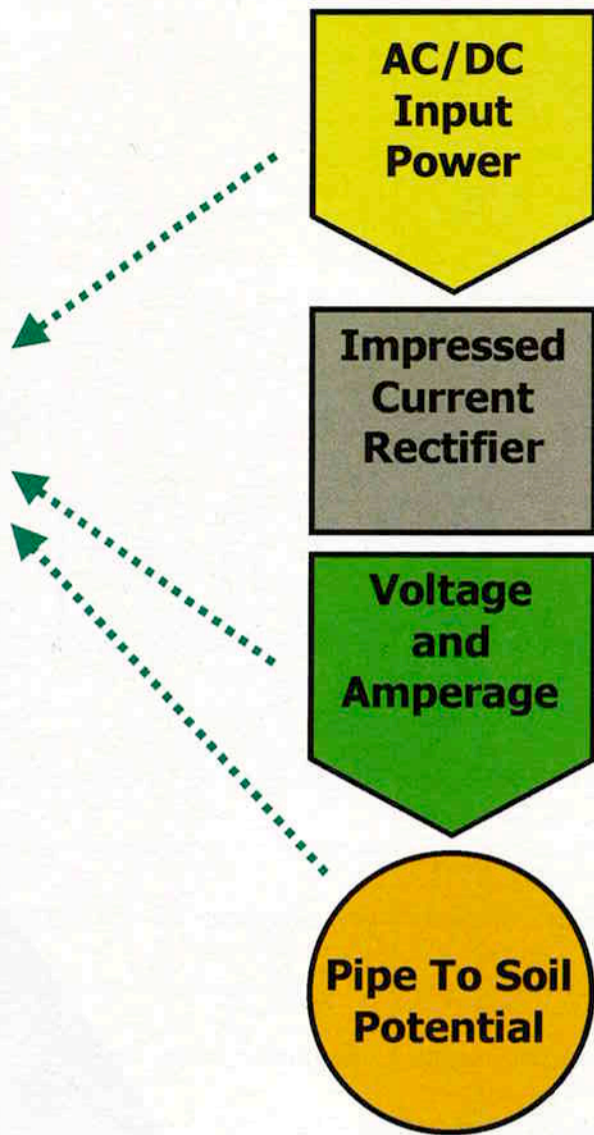 AC/DC
Input
Power
Impressed
Current
Rectifier
Voltage
and
Amperage
Pipe To Soil
Potential